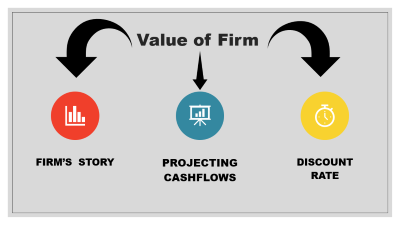 Value of Firm
FIRM'S STORY
PROJECTING
CASHFLOWS
DISCOUNT
RATE